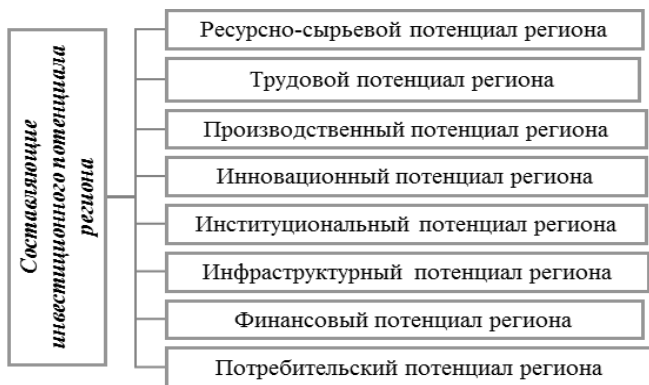 Составляющие
инвестиционного потенциала
региона
Ресурсно-сырьевой потенциал региона
Трудовой потенциал региона
Производственный потенциал региона
Инновационный потенциал региона
Институциональный потенциал региона
Инфраструктурный потенциал региона
Финансовый потенциал региона
Потребительский потенциал региона